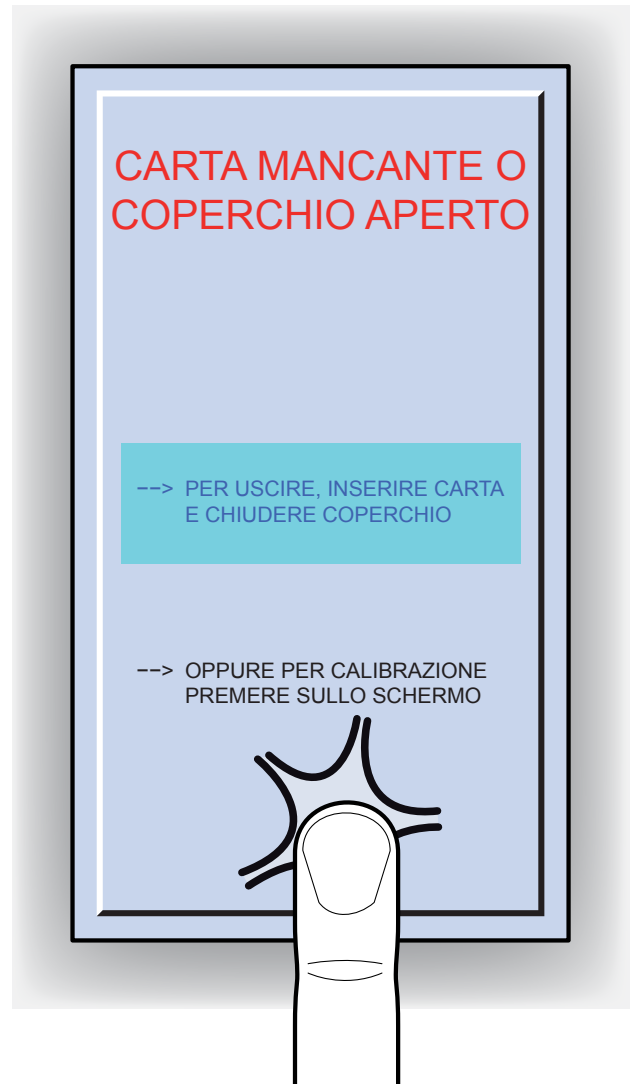 CARTA MANCANTE O
COPERCHIO APERTO
--> PER USCIRE, INSERIRE CARTA
E CHIUDERE COPERCHIO
--> OPPURE PER CALIBRAZIONE
PREMERE SULLO SCHERMO